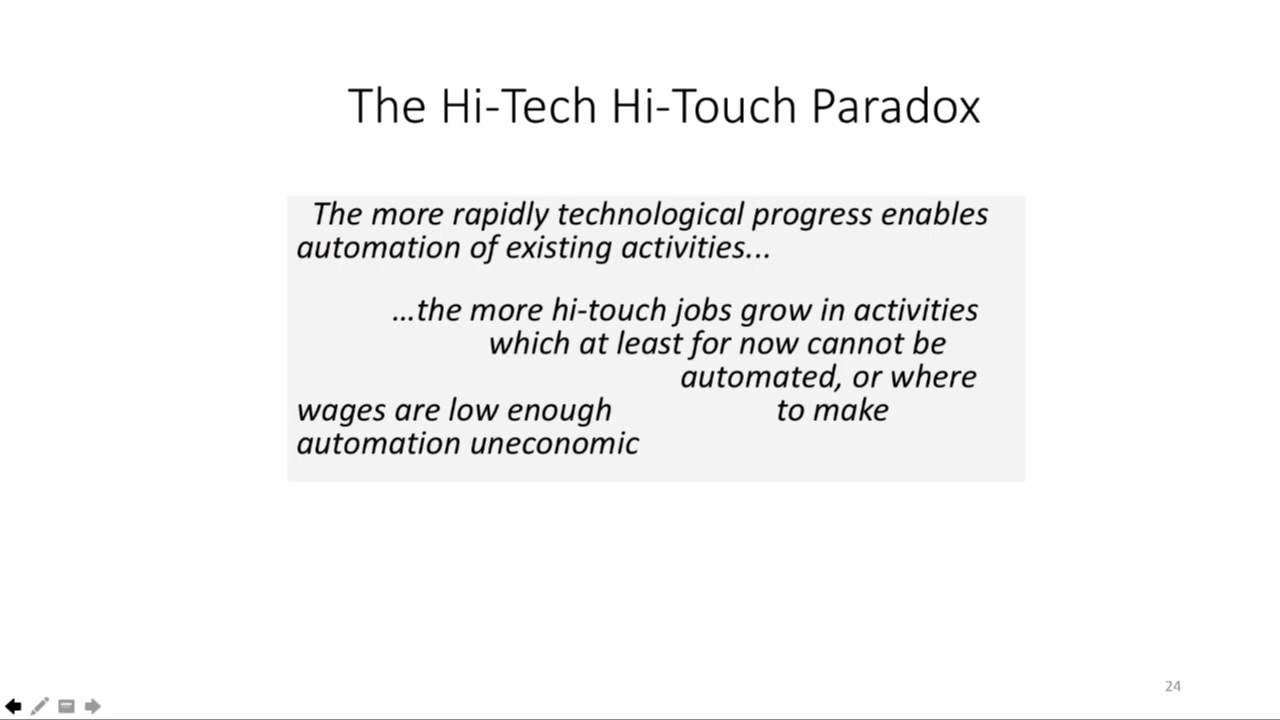 The Hi-Tech Hi-Touch Paradox
The more rapidly technological progress enables
automation of existing activities...
...the more hi-touch jobs grow in activities
which at least for now cannot be
automated, or where
wages are low enough to make
automation uneconomic
24